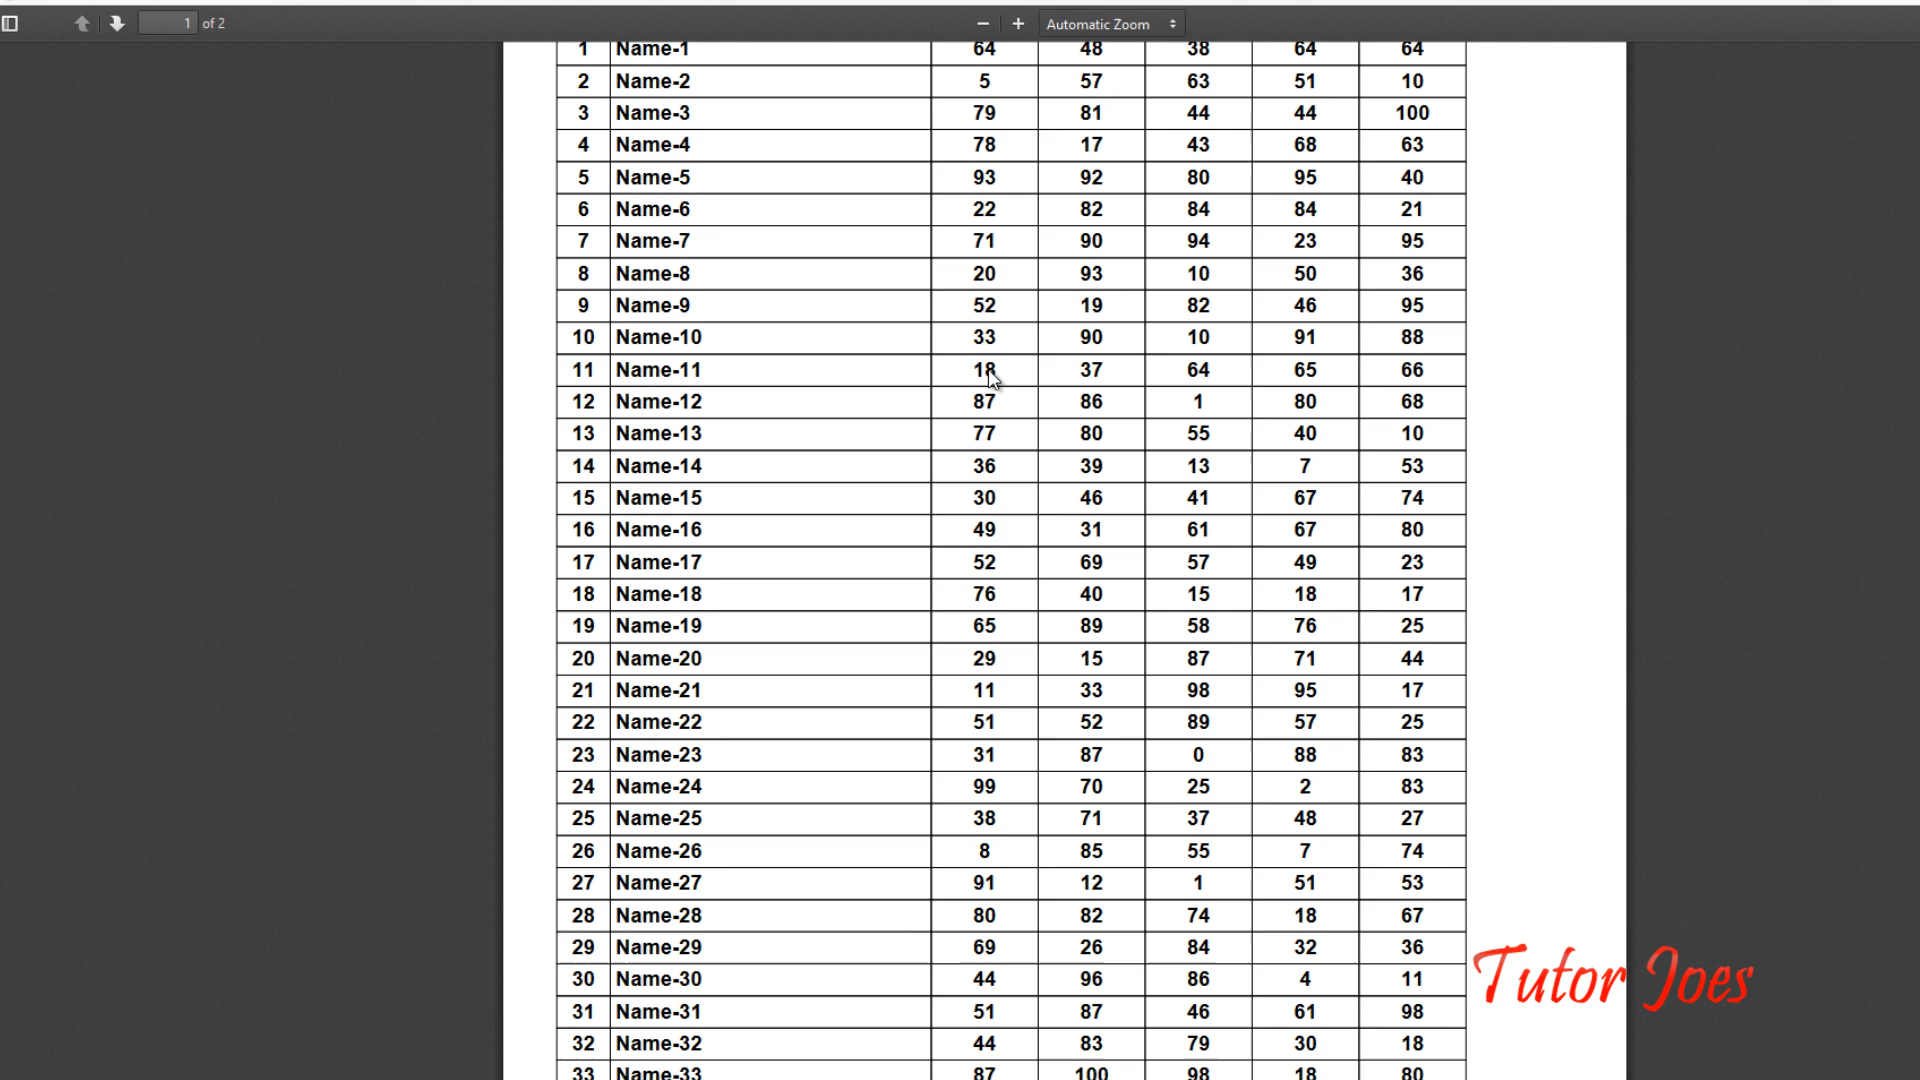 1 of 2 Automatic Zoom
1 Name-1 64 48 38 64 64
2 Name-2 5 57 63 51 10
3 Name-3 79 81 44 44 100
4 Name-4 78 17 43 68 63
5 Name-5 93 92 80 95 40
6 Name-6 22 82 84 84 21
7 Name-7 71 90 94 23 95
8 Name-8 20 93 10 50 36
9 Name-9 52 19 82 46 95
10 Name-10 33 90 10 91 88
11 Name-11 18 37 64 65 66
12 Name-12 87 86 1 80 68
13 Name-13 77 80 55 40 10
14 Name-14 36 39 13 7 53
15 Name-15 30 46 41 67 74
16 Name-16 49 31 61 67 80
17 Name-17 52 69 57 49 23
18 Name-18 76 40 15 18 17
19 Name-19 65 89 58 76 25
20 Name-20 29 15 87 71 44
21 Name-21 11 33 98 95 17
22 Name-22 51 52 89 57 25
23 Name-23 31 87 0 88 83
24 Name-24 99 70 25 2 83
25 Name-25 38 71 37 48 27
26 Name-26 8 85 55 7 74
27 Name-27 91 12 1 51 53
28 Name-28 80 82 74 18 67
29 Name-29 69 26 84 32 36
30 Name-30 44 96 86 4 11
31 Name-31 51 87 46 61 98
32 Name-32 44 83 79 30 18
33 Name-33 87 100 98 18 80
Tutor Joes